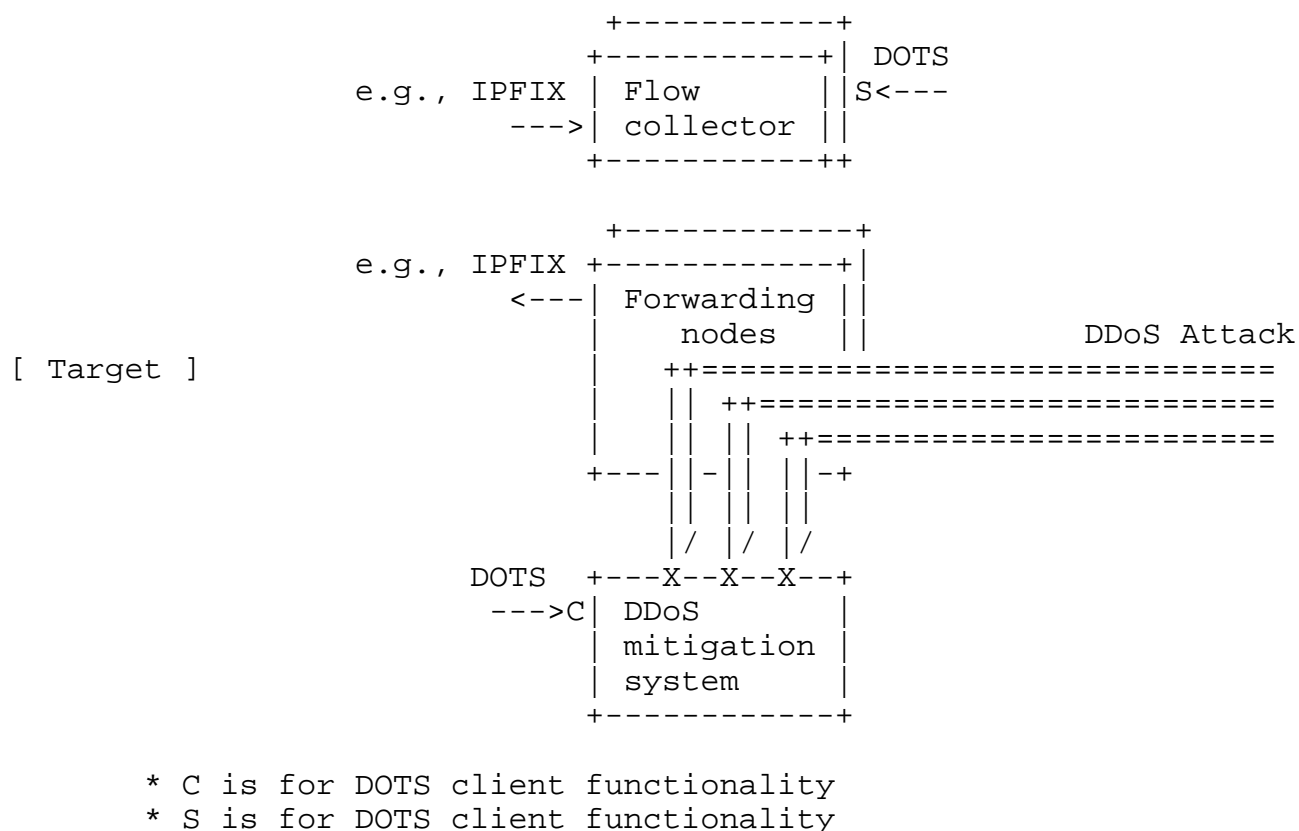 +-----------+
                              +-----------+| DOTS
                  e.g., IPFIX | Flow      ||S<---
                          --->| collector ||
                              +-----------++

                               +------------+
                  e.g., IPFIX +------------+|
                          <---| Forwarding ||
                              |    nodes   ||           DDoS Attack
[ Target ]                    |   ++==============================
                              |   || ++===========================
                              |   || || ++========================
                              +---||-|| ||-+
                                  || || ||
                                  |/ |/ |/
                        DOTS  +---X--X--X--+
                         --->C| DDoS       |
                              | mitigation |
                              | system     |
                              +------------+

       * C is for DOTS client functionality
       * S is for DOTS client functionality